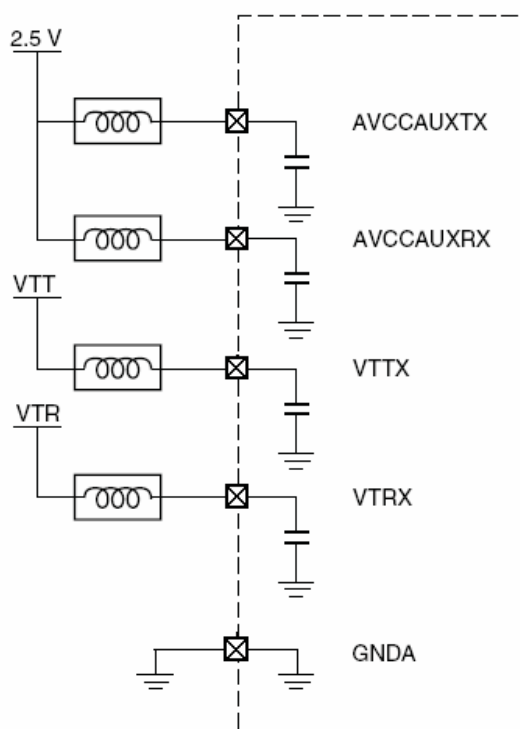 2.5 V
AVCCAUXTX
AVCCAUXRX
VTT
VTTX
VTR
VTRX
GNDA